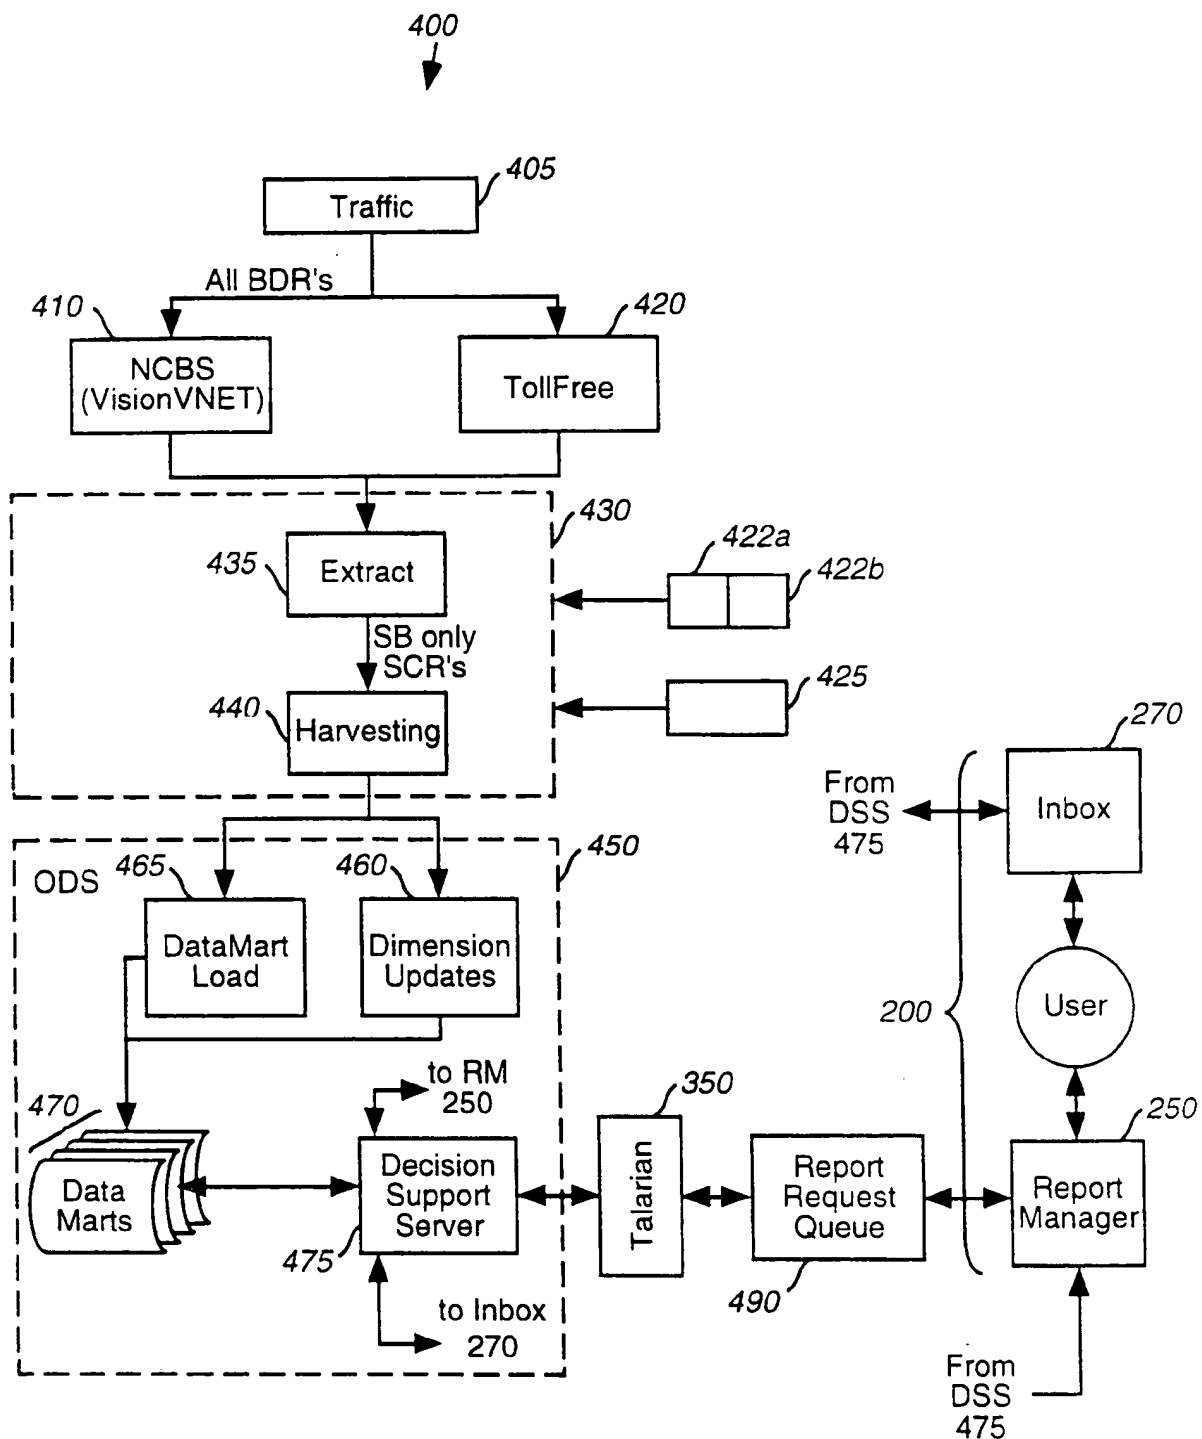 400
405
Traffic
All BDR's
410
420
NCBS
(VisionVNET)
TollFree
430
435
Extract
422a
422b
SB only
SCR's
425
440
Harvesting
270
From
DSS
475
Inbox
450
ODS
465
460
DataMart
Load
Dimension
Updates
200
User
to RM
250
350
250
470
Data
Marts
Decision
Support
Server
475
Talarian
Report
Request
Queue
490
Report
Manager
to Inbox
270
From
DSS
475